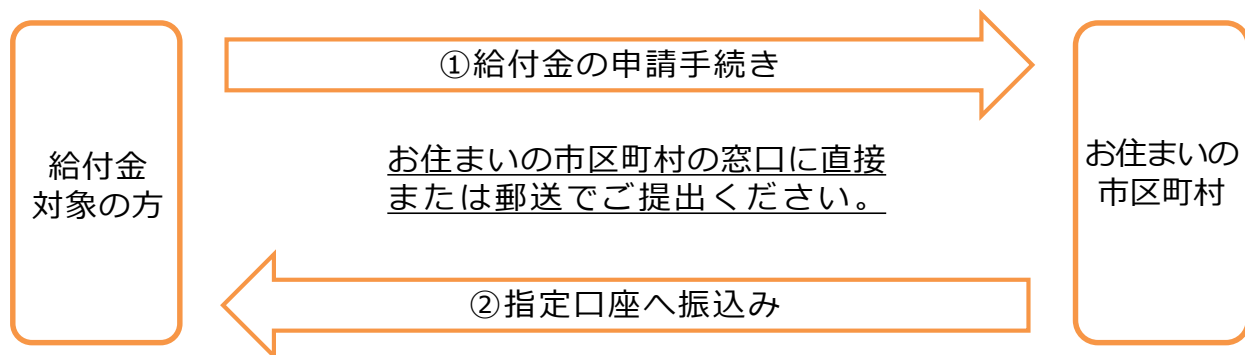 給付金
対象の方
①給付金の申請手続き
お住まいの市区町村の窓口に直接
または郵送でご提出ください。
②指定口座へ振込み
お住まいの
市区町村